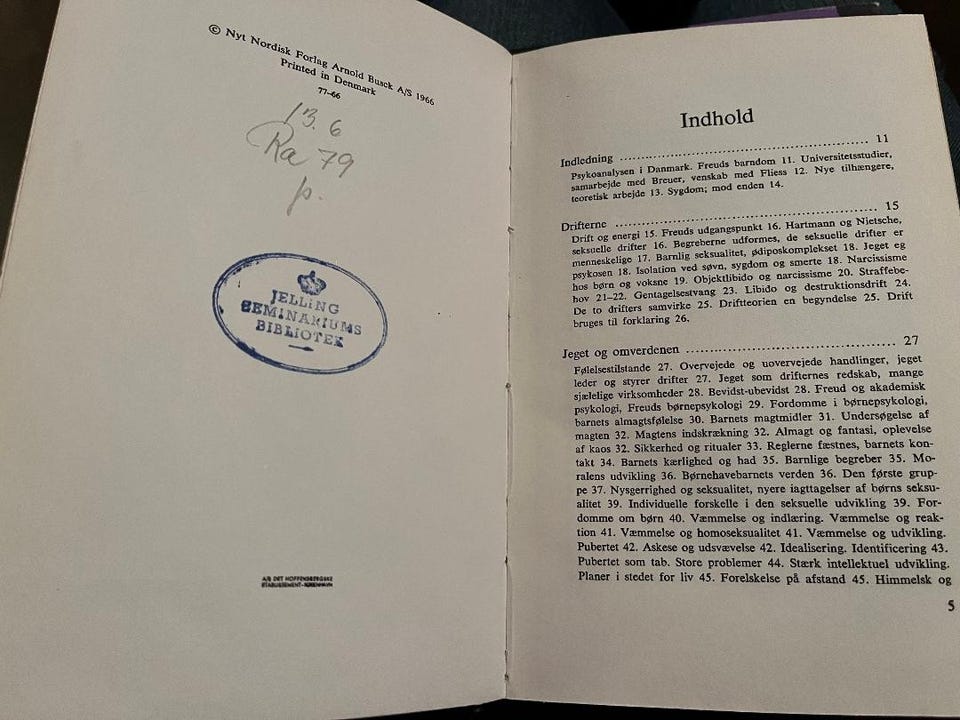 © Nyt Nordisk Forlag Arnold Busck A/S 1966
Printed in Denmark
77-66
13.6
Ra 79
p.
JELLING
SEMINARIUMS
BIBLIOTEK
A/S DET HOFFENSBERGSKE
ETABLISSEMENT - KØBENHAVN
Indhold
Indledning ........................................ 11
Psykoanalysen i Danmark. Freuds barndom 11. Universitetsstudier,
samarbejde med Breuer, venskab med Fliess 12. Nye tilhængere,
teoretisk arbejde 13. Sygdom; mod enden 14.
Drifterne ........................................ 15
Drift og energi 15. Freuds udgangspunkt 16. Hartmann og Nietsche,
seksuelle drifter 16. Begreberne udformes, de seksuelle drifter er
menneskelige 17. Barnlig seksualitet, ødiposkomplekset 18. Jeget eg
psykosen 18. Isolation ved søvn, sygdom og smerte 18. Narcissisme
hos børn og voksne 19. Objektlibido og narcissisme 20. Straffebe-
hov 21-22. Gentagelsestvang 23. Libido og destruktionsdrift 24.
De to drifters samvirke 25. Driftteorien en begyndelse 25. Drift
bruges til forklaring 26.
Jeget og omverdenen ................................ 27
Følelsestilstande 27. Overvejede og uovervejede handlinger, jeget
leder og styrer drifter 27. Jeget som drifternes redskab, mange
sjælelige virksomheder 28. Bevidst-ubevidst 28. Freud og akademisk
psykologi, Freuds børnepsykologi 29. Fordomme i børnepsykologi,
barnets almagtsfølelse 30. Barnets magtmidler 31. Undersøgelse af
magten 32. Magtens indskrækning 32. Almagt og fantasi, oplevelse
af kaos 32. Sikkerhed og ritualer 33. Reglerne fæstnes, barnets kon-
takt 34. Barnets kærlighed og had 35. Barnlige begreber 35. Mo-
ralens udvikling 36. Børnehavebarnets verden 36. Den første grup-
pe 37. Nysgerrighed og seksualitet, nyere iagttagelser af børns seksu-
alitet 39. Individuelle forskelle i den seksuelle udvikling 39. For-
domme om børn 40. Væmmelse og indlæring. Væmmelse og reak-
tion 41. Væmmelse og homoseksualitet 41. Væmmelse og udvikling.
Pubertet 42. Askese og udsvævelse 42. Idealisering. Identificering 43.
Pubertet som tab. Store problemer 44. Stærk intellektuel udvikling.
Planer i stedet for liv 45. Forelskelse på afstand 45. Himmelsk og
5